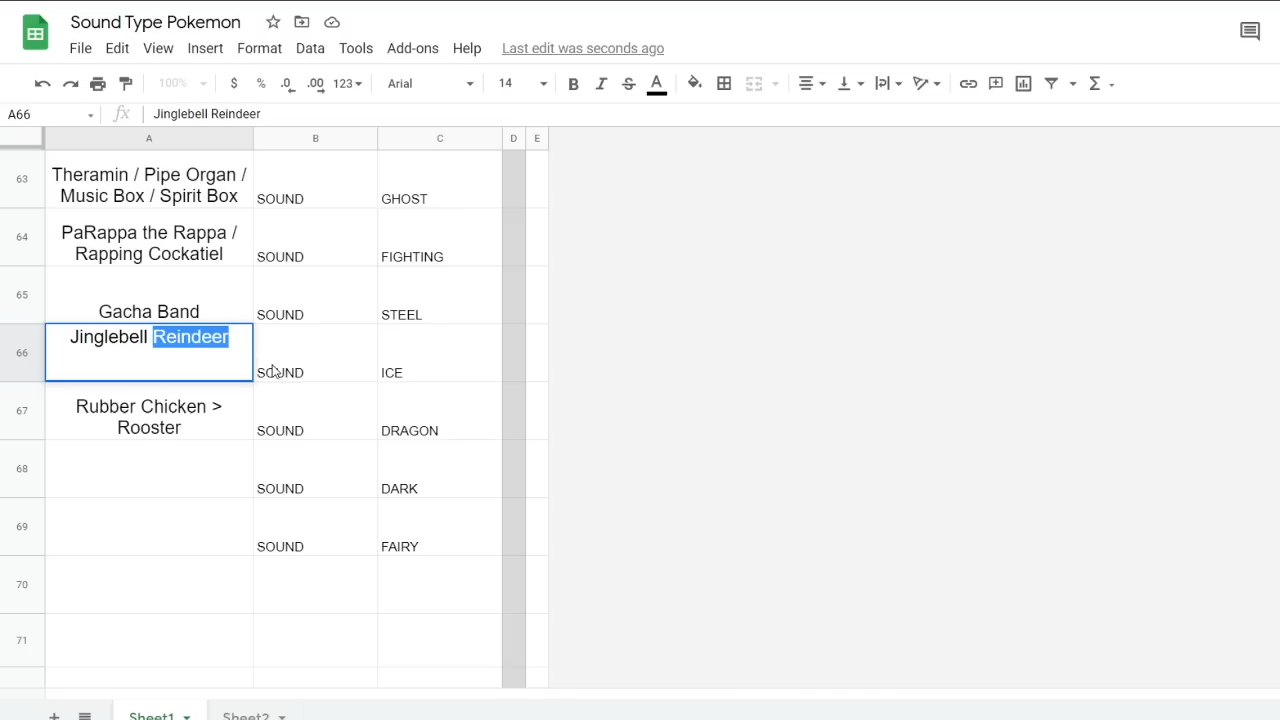 Sound Type Pokemon
File Edit View Insert Format Data Tools Add-ons Help Last edit was seconds ago
100% $ % .0 .00 123 Arial 14 B I S A Σ
A66 fx Jinglebell Reindeer
A B C D E
63 Theramin / Pipe Organ /
Music Box / Spirit Box SOUND GHOST
64 PaRappa the Rappa /
Rapping Cockatiel SOUND FIGHTING
65 Gacha Band SOUND STEEL
66 Jinglebell Reindeer SOUND ICE
67 Rubber Chicken >
Rooster SOUND DRAGON
68 SOUND DARK
69 SOUND FAIRY
70
71
+ Sheet1 Sheet2